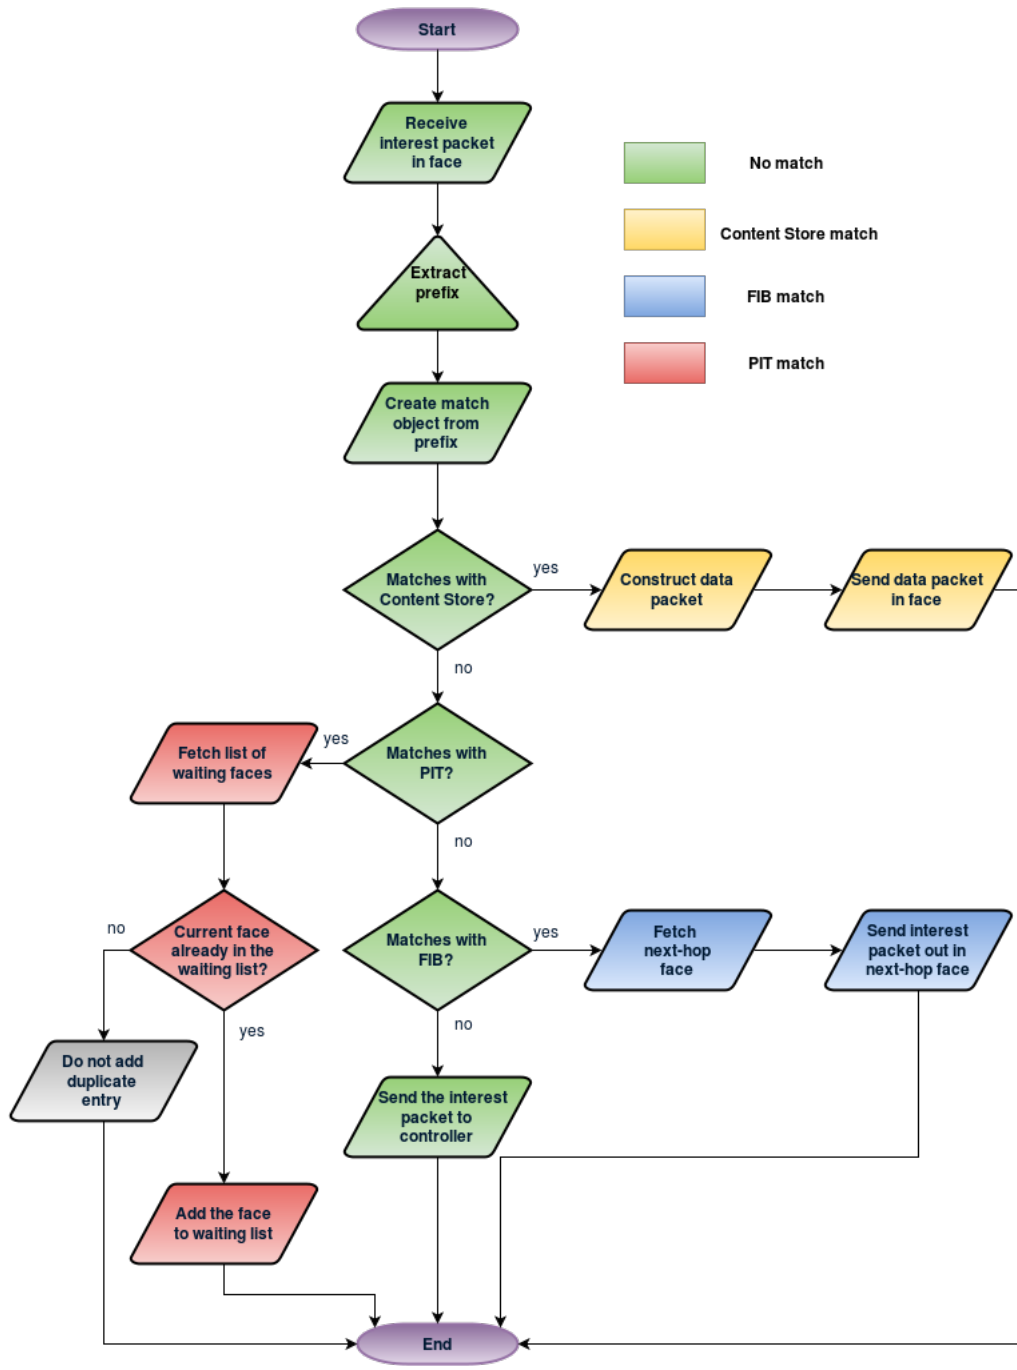 Start
Receive
interest packet
in face
No match
Content Store match
Extract
prefix
FIB match
PIT match
Create match
object from
prefix
Matches with
Content Store?
yes
Construct data
packet
Send data packet
in face
no
Fetch list of
waiting faces
yes
Matches with
PIT?
no
Current face
already in the
waiting list?
no
yes
Matches with
FIB?
yes
Fetch
next-hop
face
Send interest
packet out in
next-hop face
no
Do not add
duplicate
entry
Send the interest
packet to
controller
Add the face
to waiting list
End